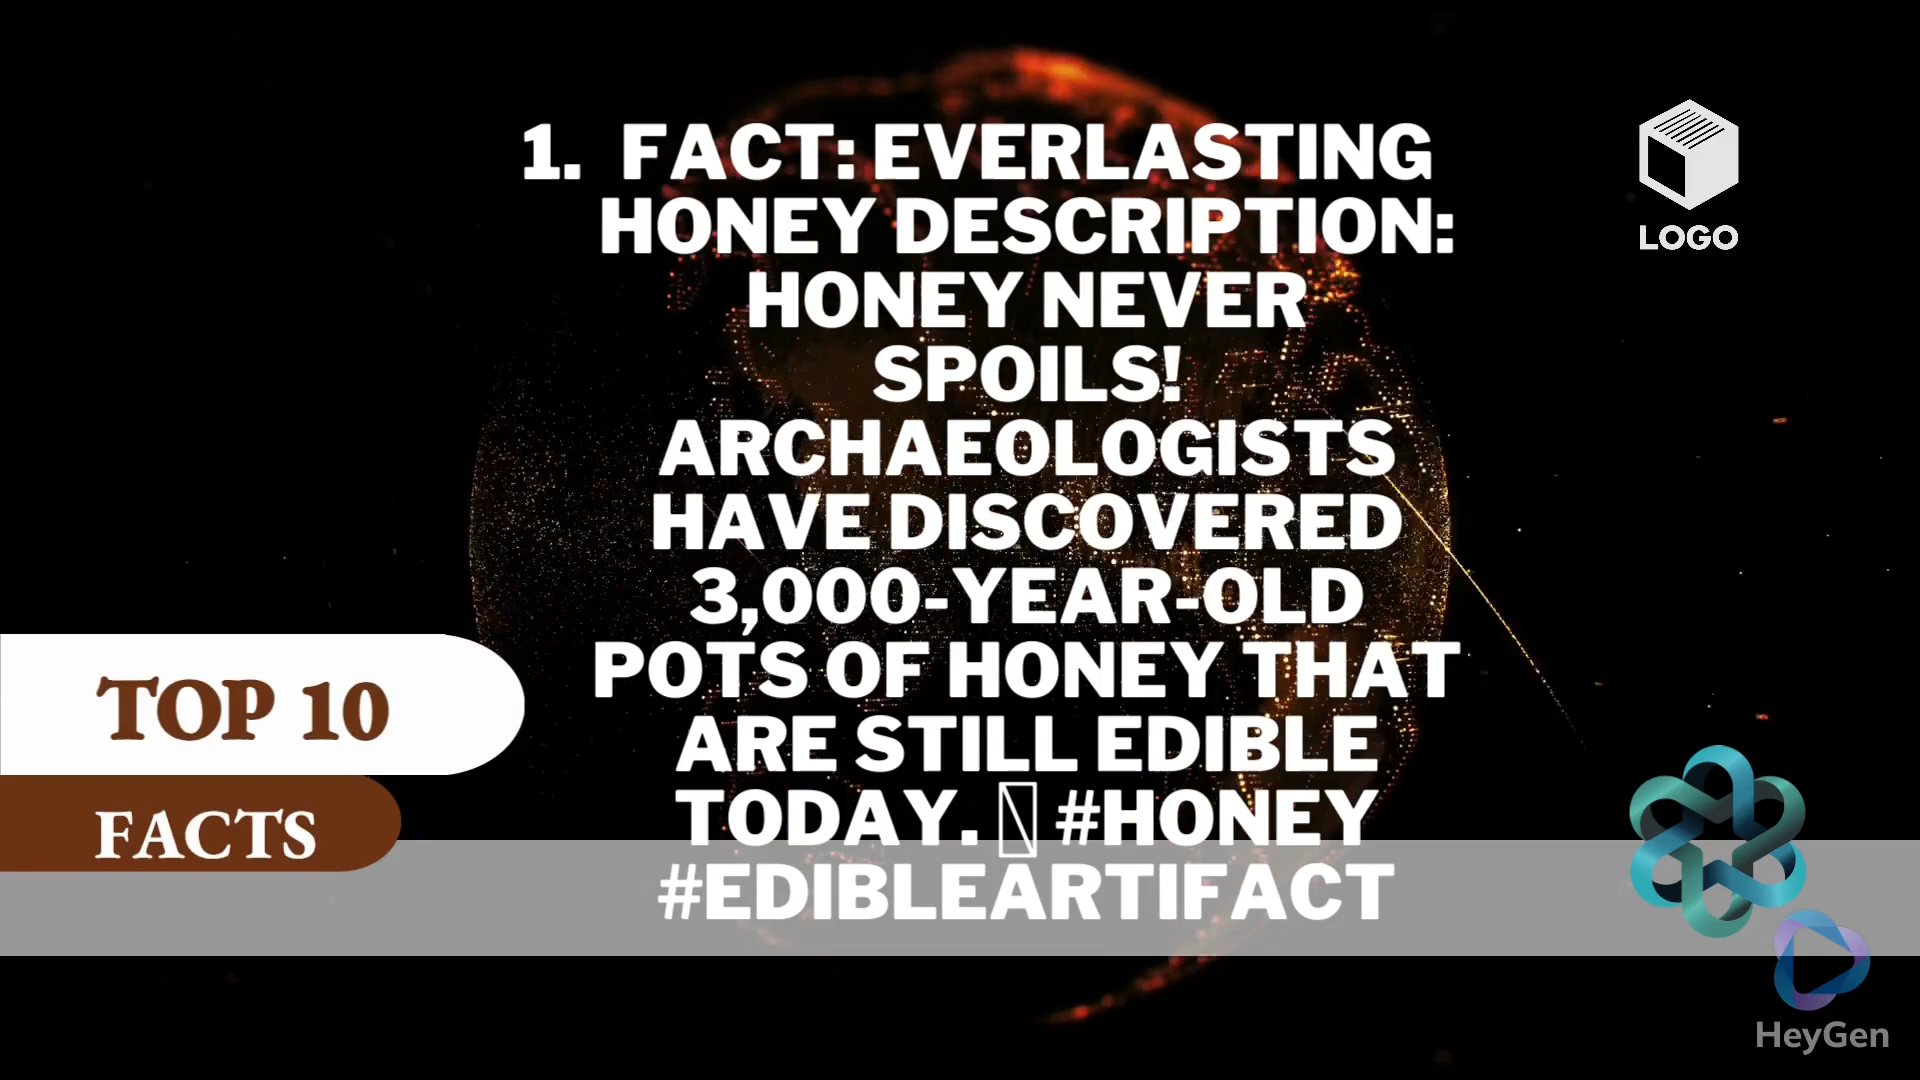 1. FACT: EVERLASTING
HONEY DESCRIPTION:
HONEY NEVER
SPOILS!
ARCHAEOLOGISTS
HAVE DISCOVERED
3,000-YEAR-OLD
POTS OF HONEY THAT
ARE STILL EDIBLE
TODAY. #HONEY
#EDIBLEARTIFACT
LOGO
TOP 10
FACTS
HeyGen